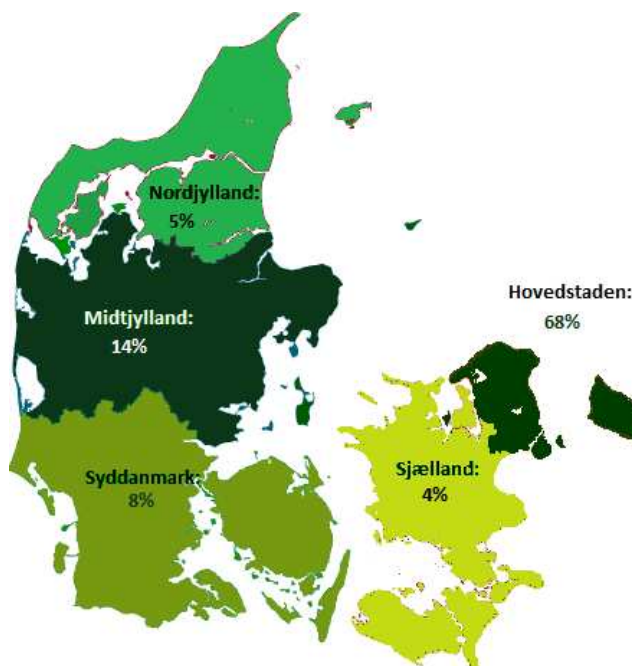 Nordjylland:
5%
Hovedstaden:
68%
Midtjylland:
14%
Sjælland:
4%
Syddanmark:
8%